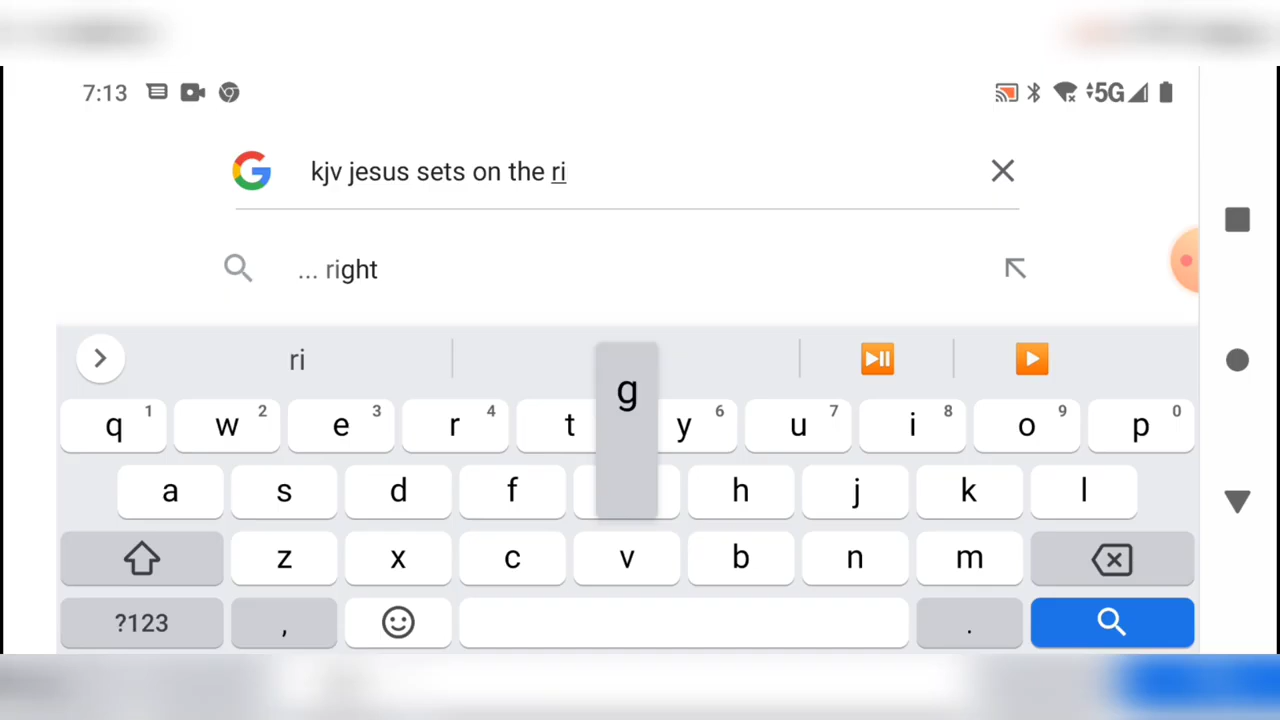 7:13 5G
kjv jesus sets on the ri
... right
ri
g
q 1 w 2 e 3 r 4 t y 6 u 7 i 8 o 9 p 0
a s d f h j k l
z x c v b n m
?123 , .